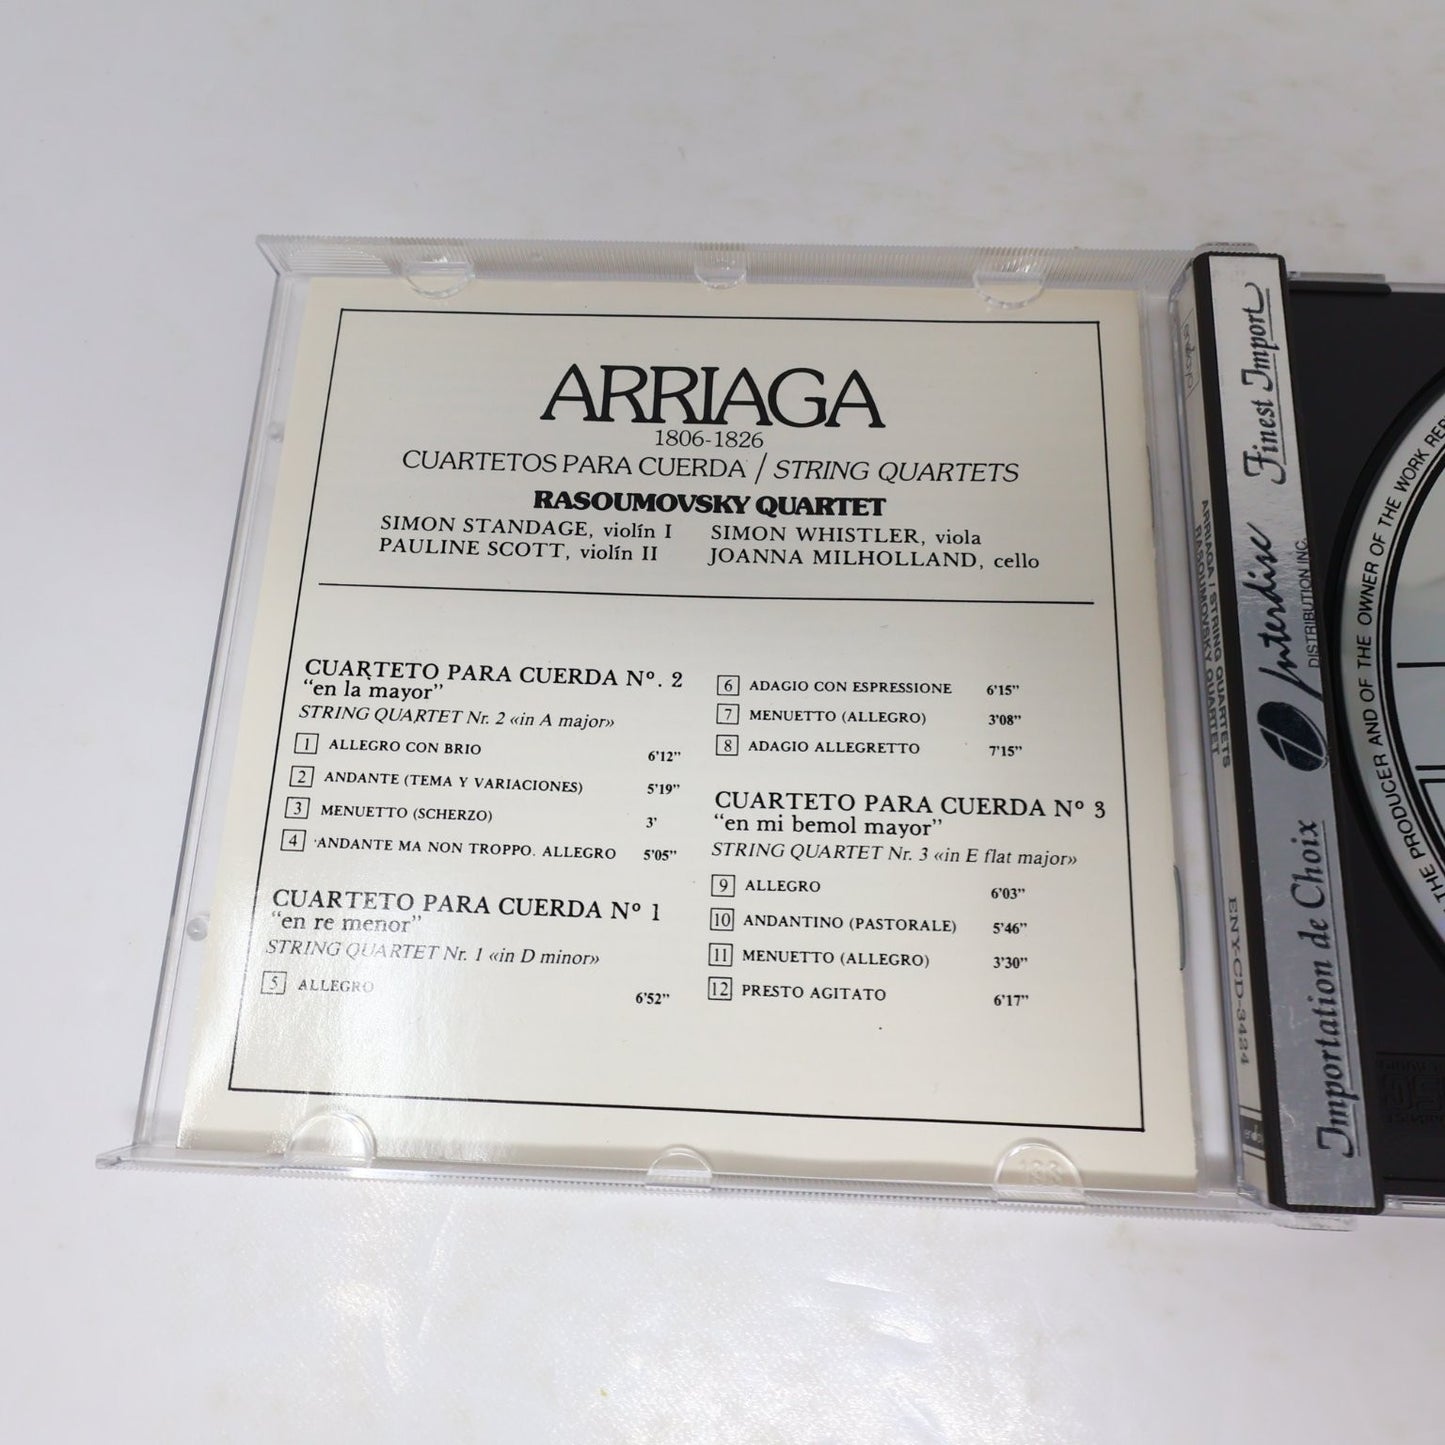 ARRIAGA
1806-1826
CUARTETOS PARA CUERDA / STRING QUARTETS
RASOUMOVSKY QUARTET
SIMON STANDAGE, violín I
PAULINE SCOTT, violín II
SIMON WHISTLER, viola
JOANNA MILHOLLAND, cello
CUARTETO PARA CUERDA Nº. 2
“en la mayor”
STRING QUARTET Nr. 2 «in A major»
1 ALLEGRO CON BRIO 6'12”
2 ANDANTE (TEMA Y VARIACIONES) 5'19”
3 MENUETTO (SCHERZO) 3'
4 ANDANTE MA NON TROPPO. ALLEGRO 5'05”
CUARTETO PARA CUERDA Nº 1
“en re menor”
STRING QUARTET Nr. 1 «in D minor»
5 ALLEGRO 6'52”
6 ADAGIO CON ESPRESSIONE 6'15”
7 MENUETTO (ALLEGRO) 3'08”
8 ADAGIO ALLEGRETTO 7'15”
CUARTETO PARA CUERDA Nº 3
“en mi bemol mayor”
STRING QUARTET Nr. 3 «in E flat major»
9 ALLEGRO 6'03”
10 ANDANTINO (PASTORALE) 5'46”
11 MENUETTO (ALLEGRO) 3'30”
12 PRESTO AGITATO 6'17”
ensayo
ARRIAGA / STRING QUARTETS
RASOUMOVSKY QUARTET
ENY-CD-3424
Finest Import
Interdisc
DISTRIBUTION INC.
Importation de Choix
THE PRODUCER AND OF THE OWNER OF THE WORK REP